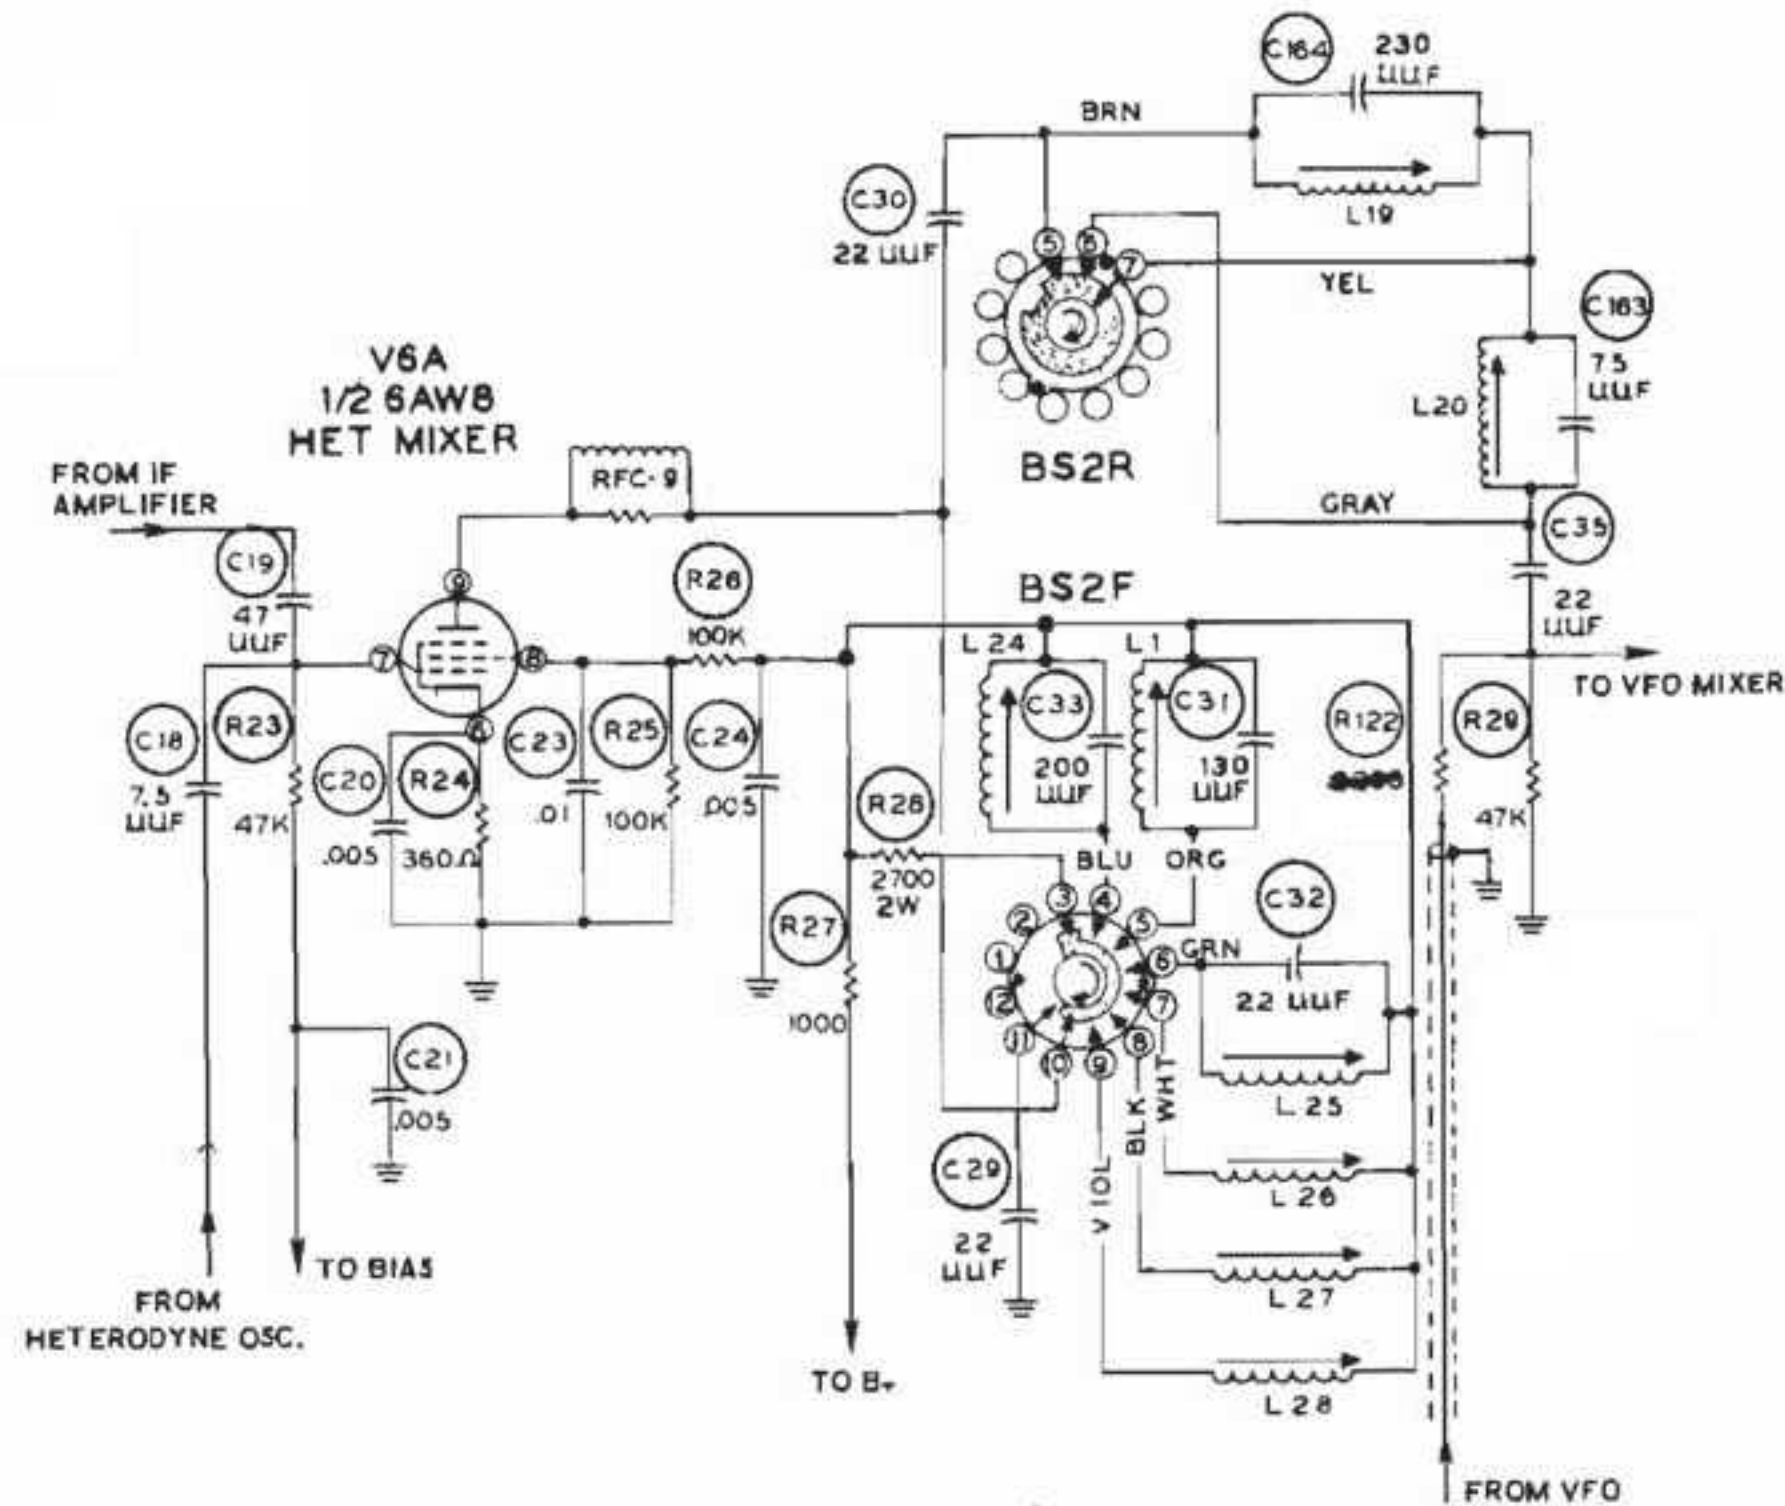 C164
230
UUF
BRN
C30
22 UUF
L19
5
6
7
YEL
C163
75
UUF
L20
BS2R
GRAY
C35
22
UUF
V6A
1/2 6AW8
HET MIXER
FROM IF
AMPLIFIER
RFC-9
C19
47
UUF
9
7
8
6
R26
100K
BS2F
L 24
L 1
C33
200
UUF
C31
130
UUF
R122
R29
47K
TO VFO MIXER
C18
7.5
UUF
R23
47K
C20
.005
R24
360Ω
C23
.01
R25
100K
C24
.005
R28
2700
2W
BLU
ORG
R27
1000
C32
22 UUF
GRN
1
2
3
4
5
6
7
8
9
10
11
12
L 25
C21
.005
WHT
BLK
VIOL
L 26
C29
22
UUF
L 27
L 28
TO BIAS
FROM
HETERODYNE OSC.
TO B+
FROM VFO